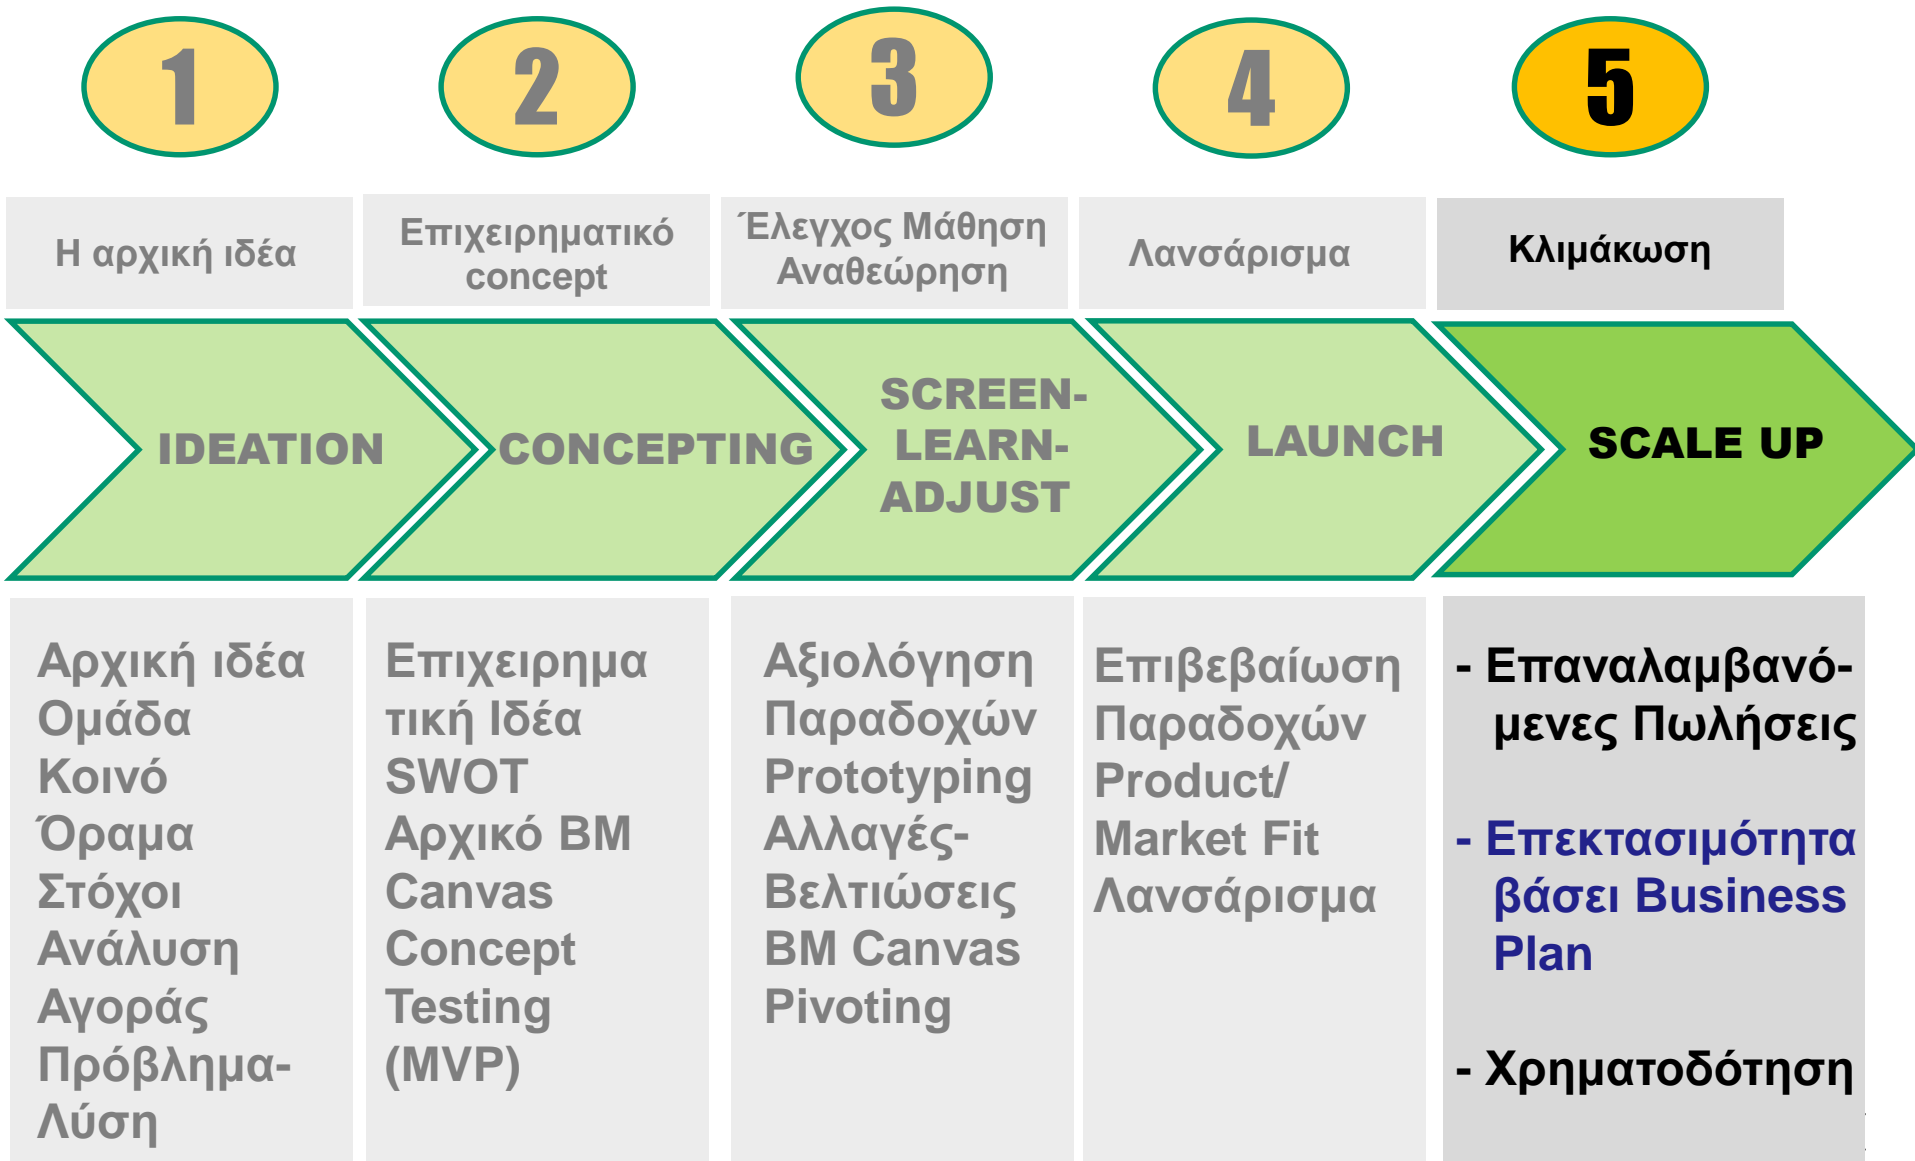 1
2
3
4
5
Η αρχική ιδέα
Επιχειρηματικό
concept
Έλεγχος Μάθηση
Αναθεώρηση
Λανσάρισμα
Κλιμάκωση
IDEATION
CONCEPTING
SCREEN-
LEARN-
ADJUST
LAUNCH
SCALE UP
Αρχική ιδέα
Ομάδα
Κοινό
Όραμα
Στόχοι
Ανάλυση
Αγοράς
Πρόβλημα-
Λύση
Επιχειρημα
τική Ιδέα
SWOT
Αρχικό BM
Canvas
Concept
Testing
(MVP)
Αξιολόγηση
Παραδοχών
Prototyping
Αλλαγές-
Βελτιώσεις
BM Canvas
Pivoting
Επιβεβαίωση
Παραδοχών
Product/
Market Fit
Λανσάρισμα
- Επαναλαμβανό-
μενες Πωλήσεις
- Επεκτασιμότητα
βάσει Business
Plan
- Χρηματοδότηση